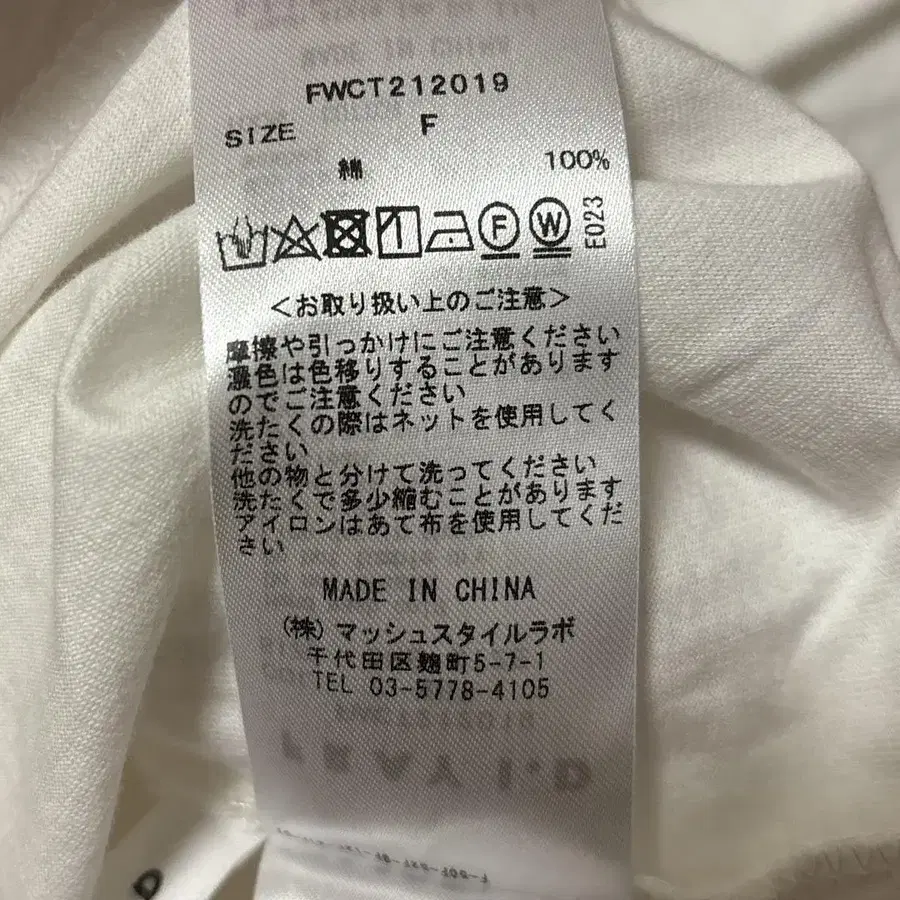 MADE IN CHINA
FWCT212019
SIZE F
綿 100%
F W E023
＜お取り扱い上のご注意＞
摩擦や引っかけにご注意ください
濃色は色移りすることがあります
のでご注意ください
洗たくの際はネットを使用してく
ださい
他の物と分けて洗ってください
洗たくで多少縮むことがあります
アイロンはあて布を使用してくだ
さい
MADE IN CHINA
(株) マッシュスタイルラボ
千代田区麹町5-7-1
TEL 03-5778-4105
FRAY I.D